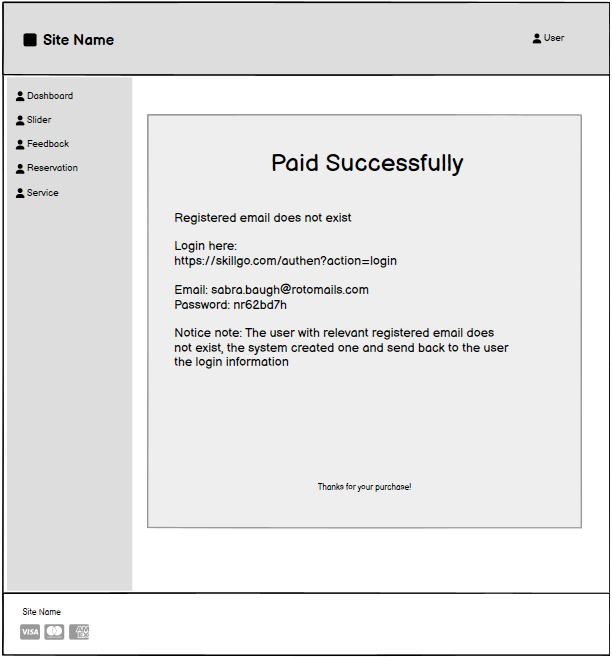 Site Name
User
Dashboard
Slider
Feedback
Reservation
Service
Paid Successfully
Registered email does not exist
Login here:
https://skillgo.com/authen?action=login
Email: sabra.baugh@rotomails.com
Password: nr62bd7h
Notice note: The user with relevant registered email does
not exist, the system created one and send back to the user
the login information
Thanks for your purchase!
Site Name
VISA
AM
EX